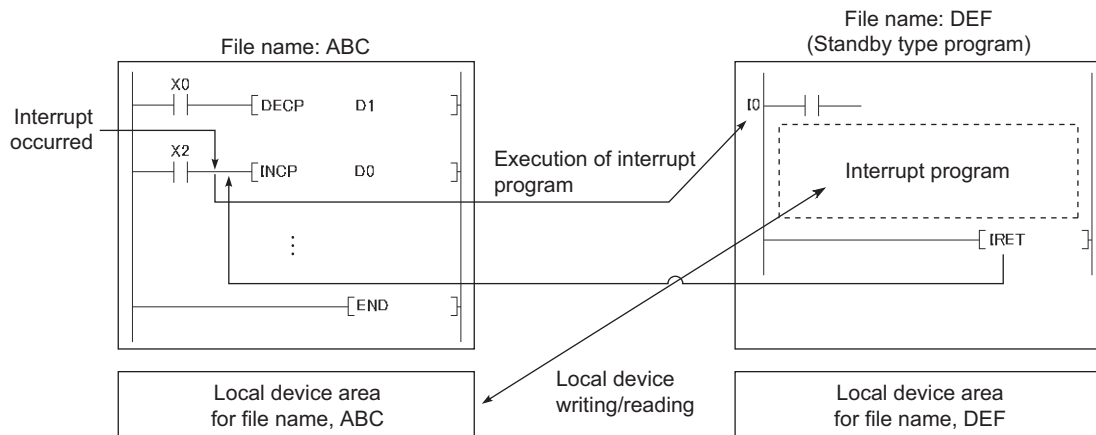 File name: ABC
X0
DECP D1
Interrupt
occurred
X2
INCP D0
END
Local device area
for file name, ABC
Execution of interrupt
program
Local device
writing/reading
File name: DEF
(Standby type program)
I0
Interrupt program
IRET
Local device area
for file name, DEF